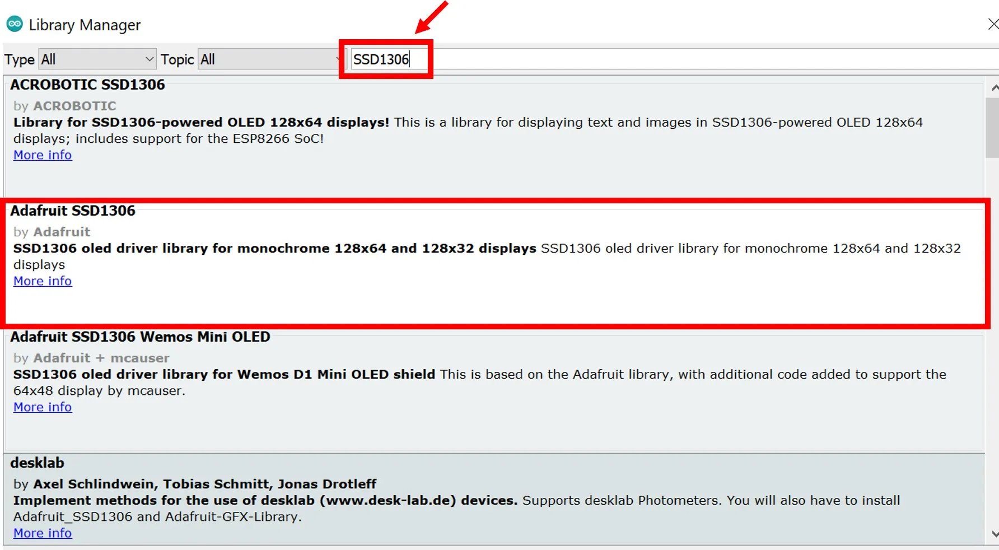 Library Manager
Type All Topic All SSD1306
ACROBOTIC SSD1306
by ACROBOTIC
Library for SSD1306-powered OLED 128x64 displays! This is a library for displaying text and images in SSD1306-powered OLED 128x64
displays; includes support for the ESP8266 SoC!
More info
Adafruit SSD1306
by Adafruit
SSD1306 oled driver library for monochrome 128x64 and 128x32 displays SSD1306 oled driver library for monochrome 128x64 and 128x32
displays
More info
Adafruit SSD1306 Wemos Mini OLED
by Adafruit + mcauser
SSD1306 oled driver library for Wemos D1 Mini OLED shield This is based on the Adafruit library, with additional code added to support the
64x48 display by mcauser.
More info
desklab
by Axel Schlindwein, Tobias Schmitt, Jonas Drotleff
Implement methods for the use of desklab (www.desk-lab.de) devices. Supports desklab Photometers. You will also have to install
Adafruit_SSD1306 and Adafruit-GFX-Library.
More info